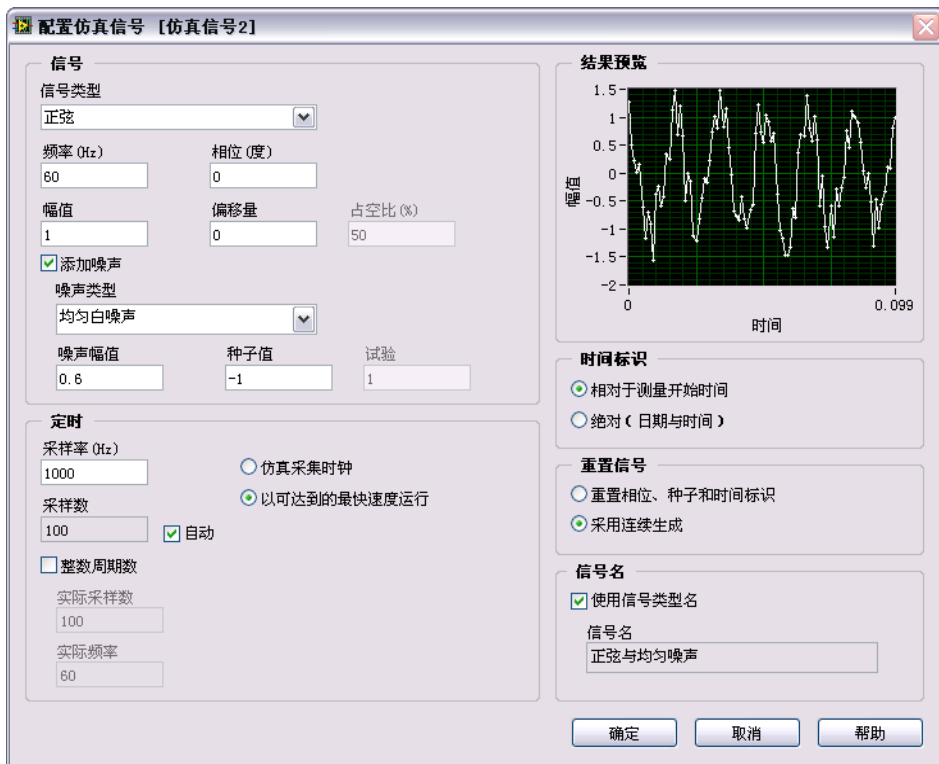 配置仿真信号 [仿真信号2]
信号
信号类型
正弦
频率(Hz) 相位(度)
60 0
幅值 偏移量 占空比(%)
1 0 50
添加噪声
噪声类型
均匀白噪声
噪声幅值 种子值 试验
0.6 -1 1
定时
采样率(Hz)
1000
仿真采集时钟
以可达到的最快速度运行
采样数
100 自动
整数周期数
实际采样数
100
实际频率
60
结果预览
幅值
1.5
1
0.5
0
-0.5
-1
-1.5
-2
0 0.099
时间
时间标识
相对于测量开始时间
绝对(日期与时间)
重置信号
重置相位、种子和时间标识
采用连续生成
信号名
使用信号类型名
信号名
正弦与均匀噪声
确定 取消 帮助